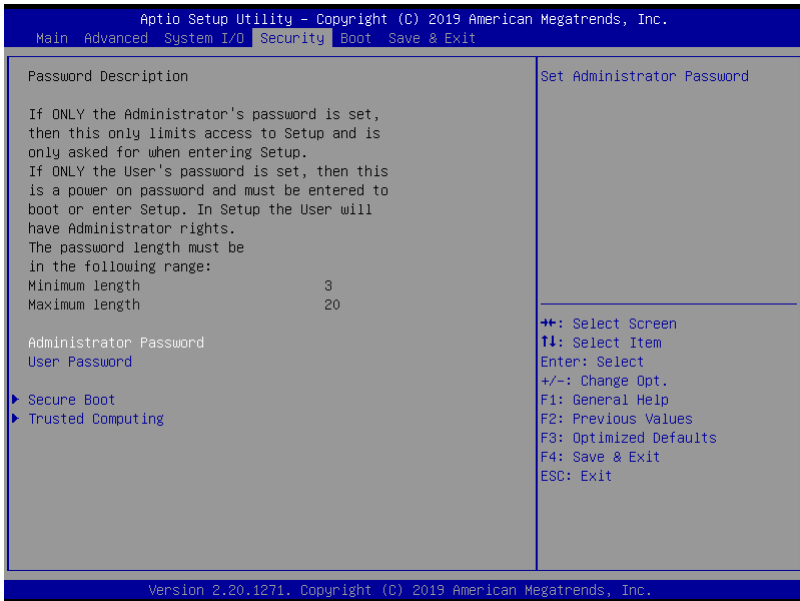 Aptio Setup Utility – Copyright (C) 2019 American Megatrends, Inc.
Main Advanced System I/O Security Boot Save & Exit
Password Description
If ONLY the Administrator's password is set,
then this only limits access to Setup and is
only asked for when entering Setup.
If ONLY the User's password is set, then this
is a power on password and must be entered to
boot or enter Setup. In Setup the User will
have Administrator rights.
The password length must be
in the following range:
Minimum length 3
Maximum length 20
Administrator Password
User Password
Secure Boot
Trusted Computing
Set Administrator Password
→←: Select Screen
↑↓: Select Item
Enter: Select
+/-: Change Opt.
F1: General Help
F2: Previous Values
F3: Optimized Defaults
F4: Save & Exit
ESC: Exit
Version 2.20.1271. Copyright (C) 2019 American Megatrends, Inc.